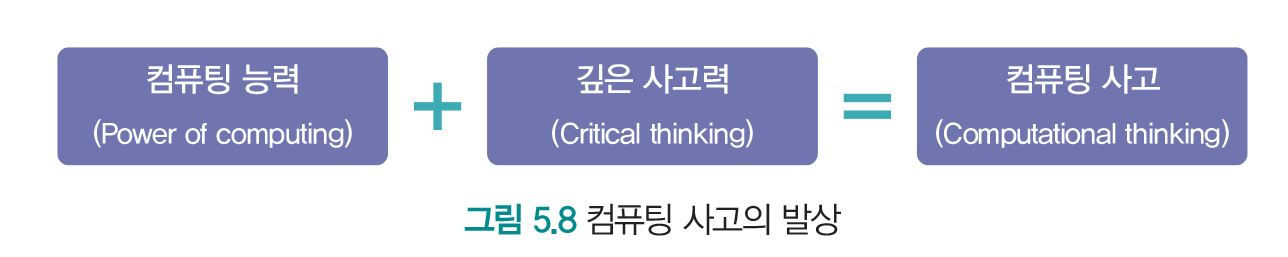 컴퓨팅 능력
(Power of computing)
+
깊은 사고력
(Critical thinking)
=
컴퓨팅 사고
(Computational thinking)
그림 5.8 컴퓨팅 사고의 발상